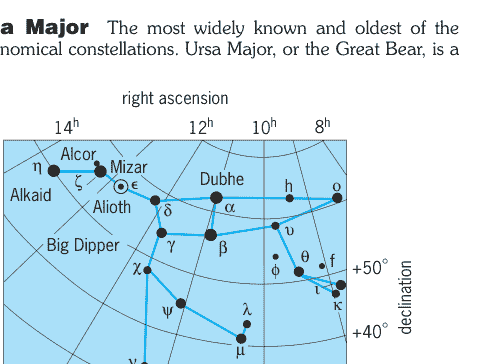 a Major The most widely known and oldest of the
nomical constellations. Ursa Major, or the Great Bear, is a
right ascension
14h 12h 10h 8h
Alcor
Mizar
η
ζ
ϵ
Alkaid
Alioth
Dubhe
h
o
δ
α
Big Dipper
γ
β
υ
χ
ϕ
θ
f
+50°
ι
κ
ψ
λ
μ
+40°
ν
declination